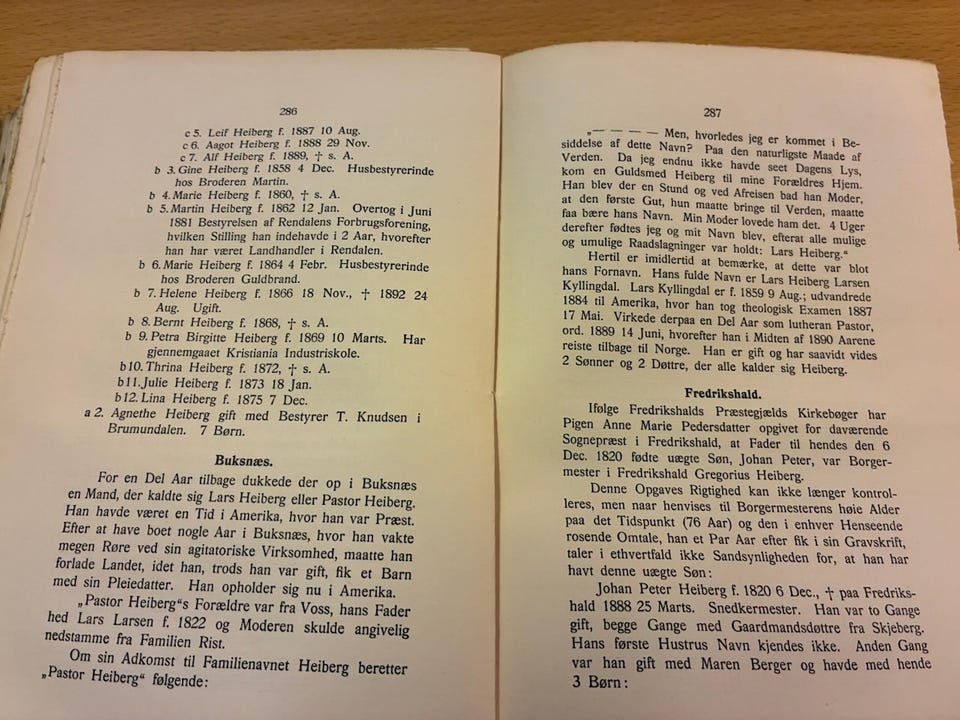 286
c 5. Leif Heiberg f. 1887 10 Aug.
c 6. Aagot Heiberg f. 1888 29 Nov.
c 7. Alf Heiberg f. 1889, † s. A.
b 3. Gine Heiberg f. 1858 4 Dec. Husbestyrerinde
hos Broderen Martin.
b 4. Marie Heiberg f. 1860, † s. A.
b 5. Martin Heiberg f. 1862 12 Jan. Overtog i Juni
1881 Bestyrelsen af Rendalens Forbrugsforening,
hvilken Stilling han indehavde i 2 Aar, hvorefter
han har været Landhandler i Rendalen.
b 6. Marie Heiberg f. 1864 4 Febr. Husbestyrerinde
hos Broderen Guldbrand.
b 7. Helene Heiberg f. 1866 18 Nov., † 1892 24
Aug. Ugift.
b 8. Bernt Heiberg f. 1868, † s. A.
b 9. Petra Birgitte Heiberg f. 1869 10 Marts. Har
gjennemgaaet Kristiania Industriskole.
b 10. Thrina Heiberg f. 1872, † s. A.
b 11. Julie Heiberg f. 1873 18 Jan.
b 12. Lina Heiberg f. 1875 7 Dec.
a 2. Agnethe Heiberg gift med Bestyrer T. Knudsen i
Brumundalen. 7 Børn.
Buksnæs.
For en Del Aar tilbage dukkede der op i Buksnæs
en Mand, der kaldte sig Lars Heiberg eller Pastor Heiberg.
Han havde været en Tid i Amerika, hvor han var Præst.
Efter at have boet nogle Aar i Buksnæs, hvor han vakte
megen Røre ved sin agitatoriske Virksomhed, maatte han
forlade Landet, idet han, trods han var gift, fik et Barn
med sin Pleiedatter. Han opholder sig nu i Amerika.
„Pastor Heiberg"s Forældre var fra Voss, hans Fader
hed Lars Larsen f. 1822 og Moderen skulde angivelig
nedstamme fra Familien Rist.
Om sin Adkomst til Familienavnet Heiberg beretter
„Pastor Heiberg" følgende:
287
„— — — — Men, hvorledes jeg er kommet i Be-
siddelse af dette Navn? Paa den naturligste Maade af
Verden. Da jeg endnu ikke havde seet Dagens Lys,
kom en Guldsmed Heiberg til mine Forældres Hjem.
Han blev der en Stund og ved Afreisen bad han Moder,
at den første Gut, hun maatte bringe til Verden, maatte
faa bære hans Navn. Min Moder lovede ham det. 4 Uger
derefter fødtes jeg og mit Navn blev, efterat alle mulige
og umulige Raadslagninger var holdt: Lars Heiberg."
Hertil er imidlertid at bemærke, at dette var blot
hans Fornavn. Hans fulde Navn er Lars Heiberg Larsen
Kyllingdal. Lars Kyllingdal er f. 1859 9 Aug.; udvandrede
1884 til Amerika, hvor han tog theologisk Examen 1887
17 Mai. Virkede derpaa en Del Aar som lutheran Pastor,
ord. 1889 14 Juni, hvorefter han i Midten af 1890 Aarene
reiste tilbage til Norge. Han er gift og har saavidt vides
2 Sønner og 2 Døttre, der alle kalder sig Heiberg.
Fredrikshald.
Ifølge Fredrikshalds Præstegjælds Kirkebøger har
Pigen Anne Marie Pedersdatter opgivet for daværende
Sognepræst i Fredrikshald, at Fader til hendes den 6
Dec. 1820 fødte uægte Søn, Johan Peter, var Borger-
mester i Fredrikshald Gregorius Heiberg.
Denne Opgaves Rigtighed kan ikke længer kontrol-
leres, men naar henvises til Borgermesterens høie Alder
paa det Tidspunkt (76 Aar) og den i enhver Henseende
rosende Omtale, han et Par Aar efter fik i sin Gravskrift,
taler i ethvertfald ikke Sandsynligheden for, at han har
havt denne uægte Søn:
Johan Peter Heiberg f. 1820 6 Dec., † paa Fredriks-
hald 1888 25 Marts. Snedkermester. Han var to Gange
gift, begge Gange med Gaardmandsdøttre fra Skjeberg.
Hans første Hustrus Navn kjendes ikke. Anden Gang
var han gift med Maren Berger og havde med hende
3 Børn: